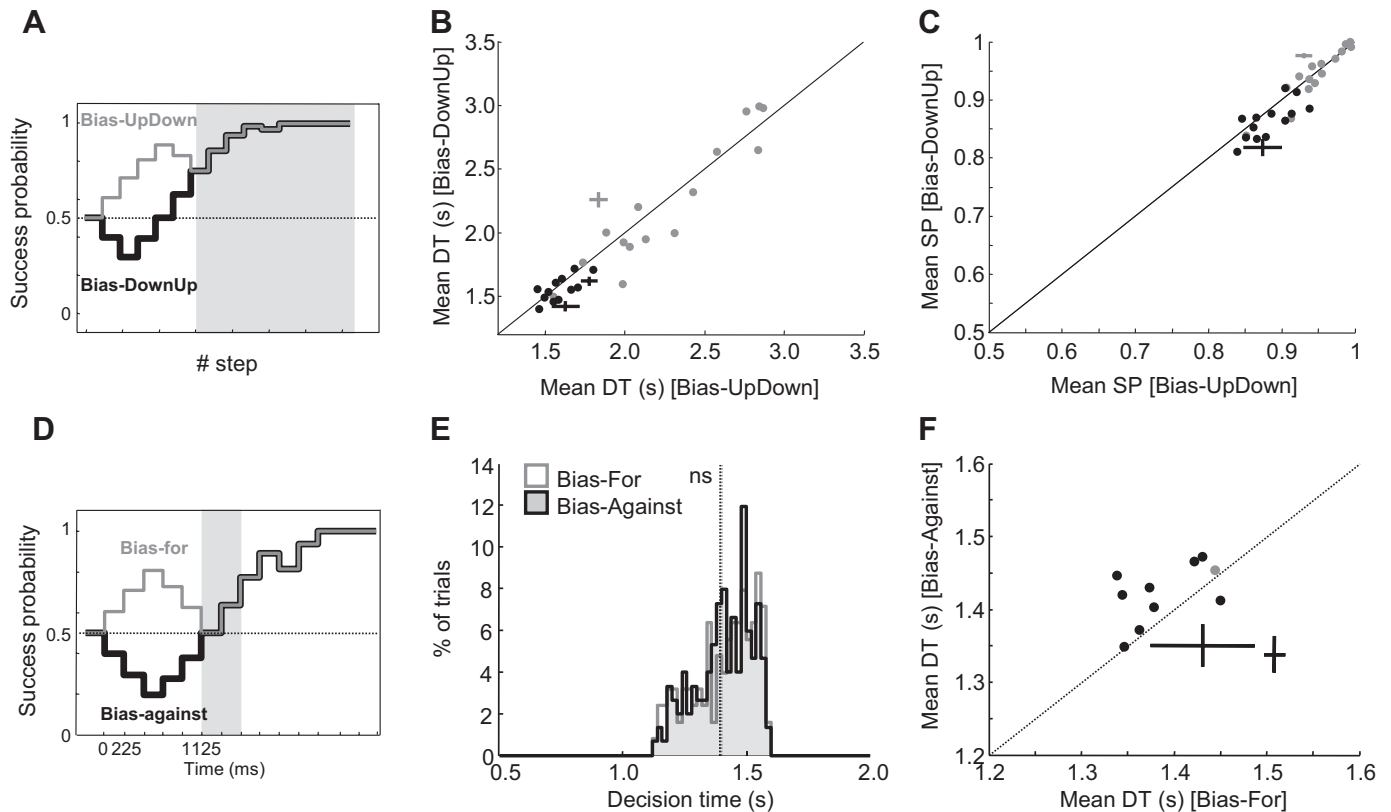 A
Success probability
1
0.5
0
Bias-UpDown
Bias-DownUp
# step
B
Mean DT (s) [Bias-DownUp]
3.5
3.0
2.5
2.0
1.5
1.5
2.0
2.5
3.0
3.5
Mean DT (s) [Bias-UpDown]
C
Mean SP [Bias-DownUp]
1
0.9
0.8
0.7
0.6
0.5
0.5
0.6
0.7
0.8
0.9
1
Mean SP [Bias-UpDown]
D
Success probability
1
0.5
0
Bias-for
Bias-against
0 225
1125
Time (ms)
E
% of trials
14
12
10
8
6
4
2
0
Bias-For
Bias-Against
ns
0.5
1.0
1.5
2.0
Decision time (s)
F
Mean DT (s) [Bias-Against]
1.6
1.5
1.4
1.3
1.2
1.2
1.3
1.4
1.5
1.6
Mean DT (s) [Bias-For]